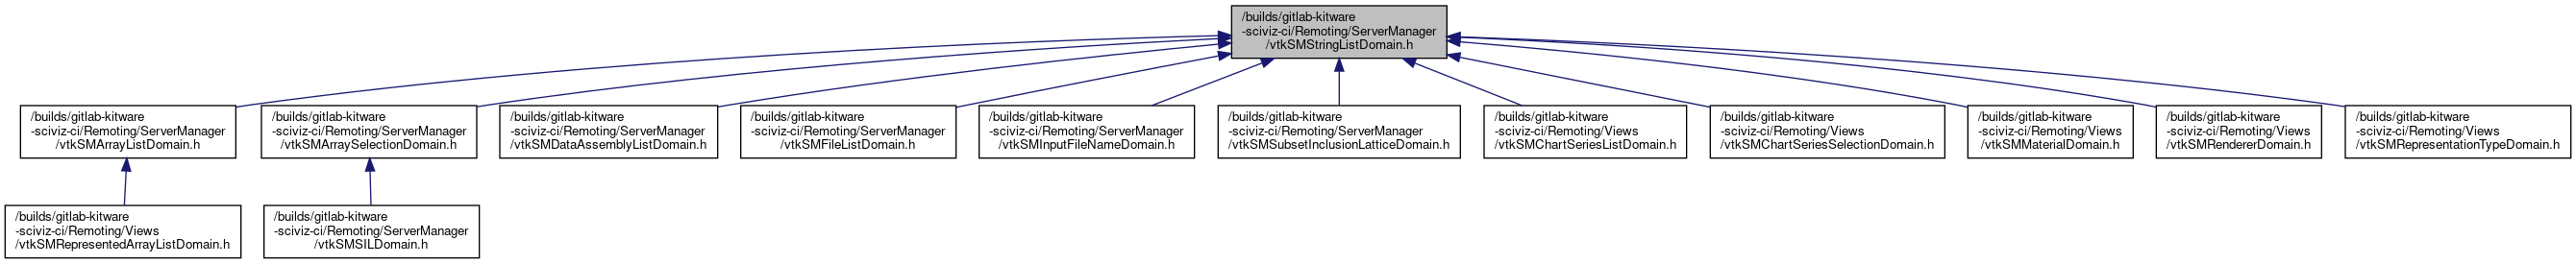 /builds/gitlab-kitware
-sciviz-ci/Remoting/ServerManager
/vtkSMStringListDomain.h
/builds/gitlab-kitware
-sciviz-ci/Remoting/ServerManager
/vtkSMArrayListDomain.h
/builds/gitlab-kitware
-sciviz-ci/Remoting/ServerManager
/vtkSMArraySelectionDomain.h
/builds/gitlab-kitware
-sciviz-ci/Remoting/ServerManager
/vtkSMDataAssemblyListDomain.h
/builds/gitlab-kitware
-sciviz-ci/Remoting/ServerManager
/vtkSMFileListDomain.h
/builds/gitlab-kitware
-sciviz-ci/Remoting/ServerManager
/vtkSMInputFileNameDomain.h
/builds/gitlab-kitware
-sciviz-ci/Remoting/ServerManager
/vtkSMSubsetInclusionLatticeDomain.h
/builds/gitlab-kitware
-sciviz-ci/Remoting/Views
/vtkSMChartSeriesListDomain.h
/builds/gitlab-kitware
-sciviz-ci/Remoting/Views
/vtkSMChartSeriesSelectionDomain.h
/builds/gitlab-kitware
-sciviz-ci/Remoting/Views
/vtkSMMaterialDomain.h
/builds/gitlab-kitware
-sciviz-ci/Remoting/Views
/vtkSMRendererDomain.h
/builds/gitlab-kitware
-sciviz-ci/Remoting/Views
/vtkSMRepresentationTypeDomain.h
/builds/gitlab-kitware
-sciviz-ci/Remoting/Views
/vtkSMRepresentedArrayListDomain.h
/builds/gitlab-kitware
-sciviz-ci/Remoting/ServerManager
/vtkSMSILDomain.h